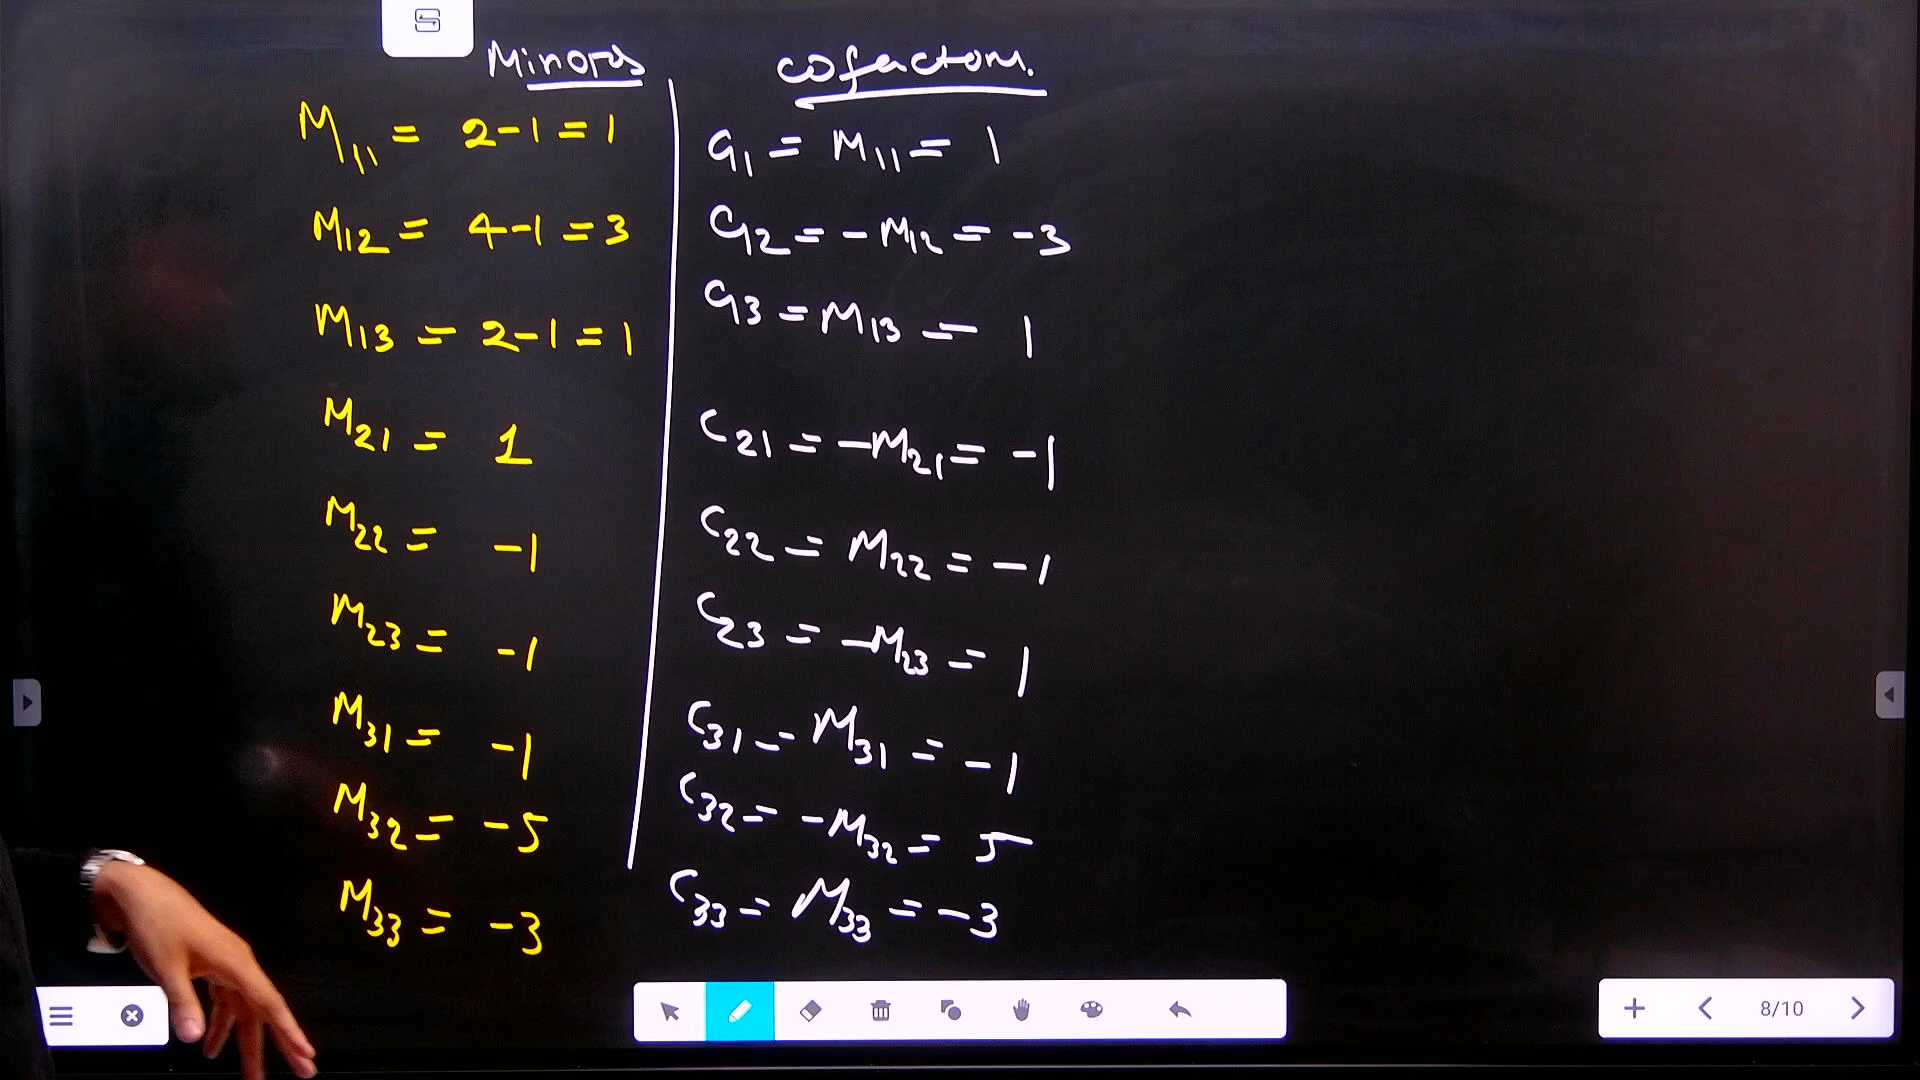 Minors
cofactors.
M11 = 2-1 = 1
C11 = M11 = 1
M12 = 4-1 = 3
C12 = -M12 = -3
M13 = 2-1 = 1
C13 = M13 = 1
M21 = 1
C21 = -M21 = -1
M22 = -1
C22 = M22 = -1
M23 = -1
C23 = -M23 = 1
M31 = -1
C31 = M31 = -1
M32 = -5
C32 = -M32 = 5
M33 = -3
C33 = M33 = -3
8/10